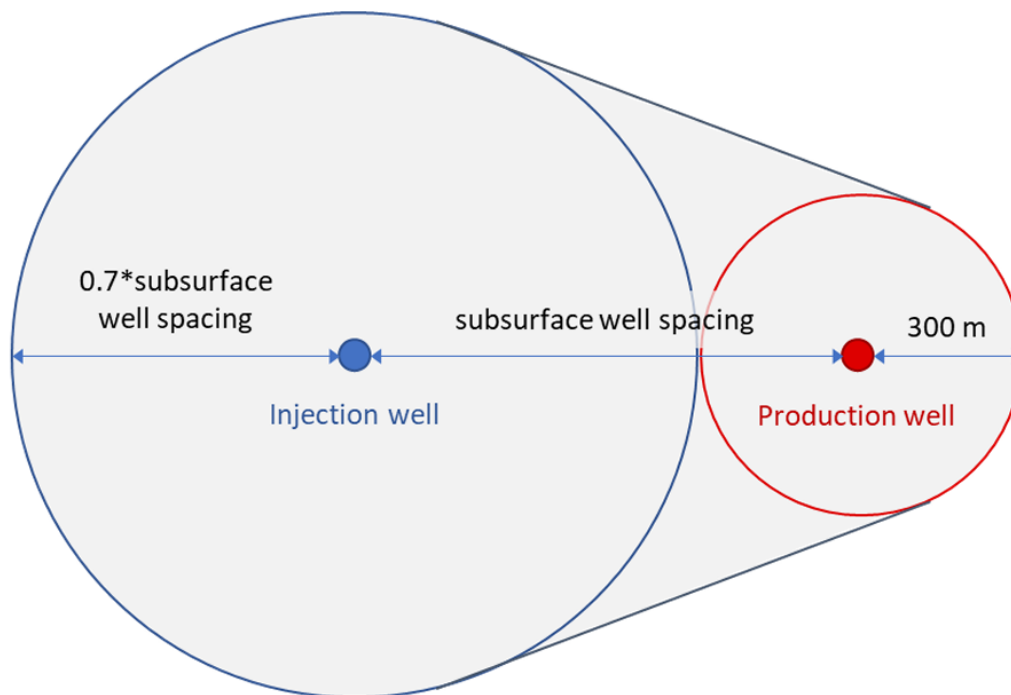 0.7*subsurface
well spacing
subsurface well spacing
300 m
Injection well
Production well